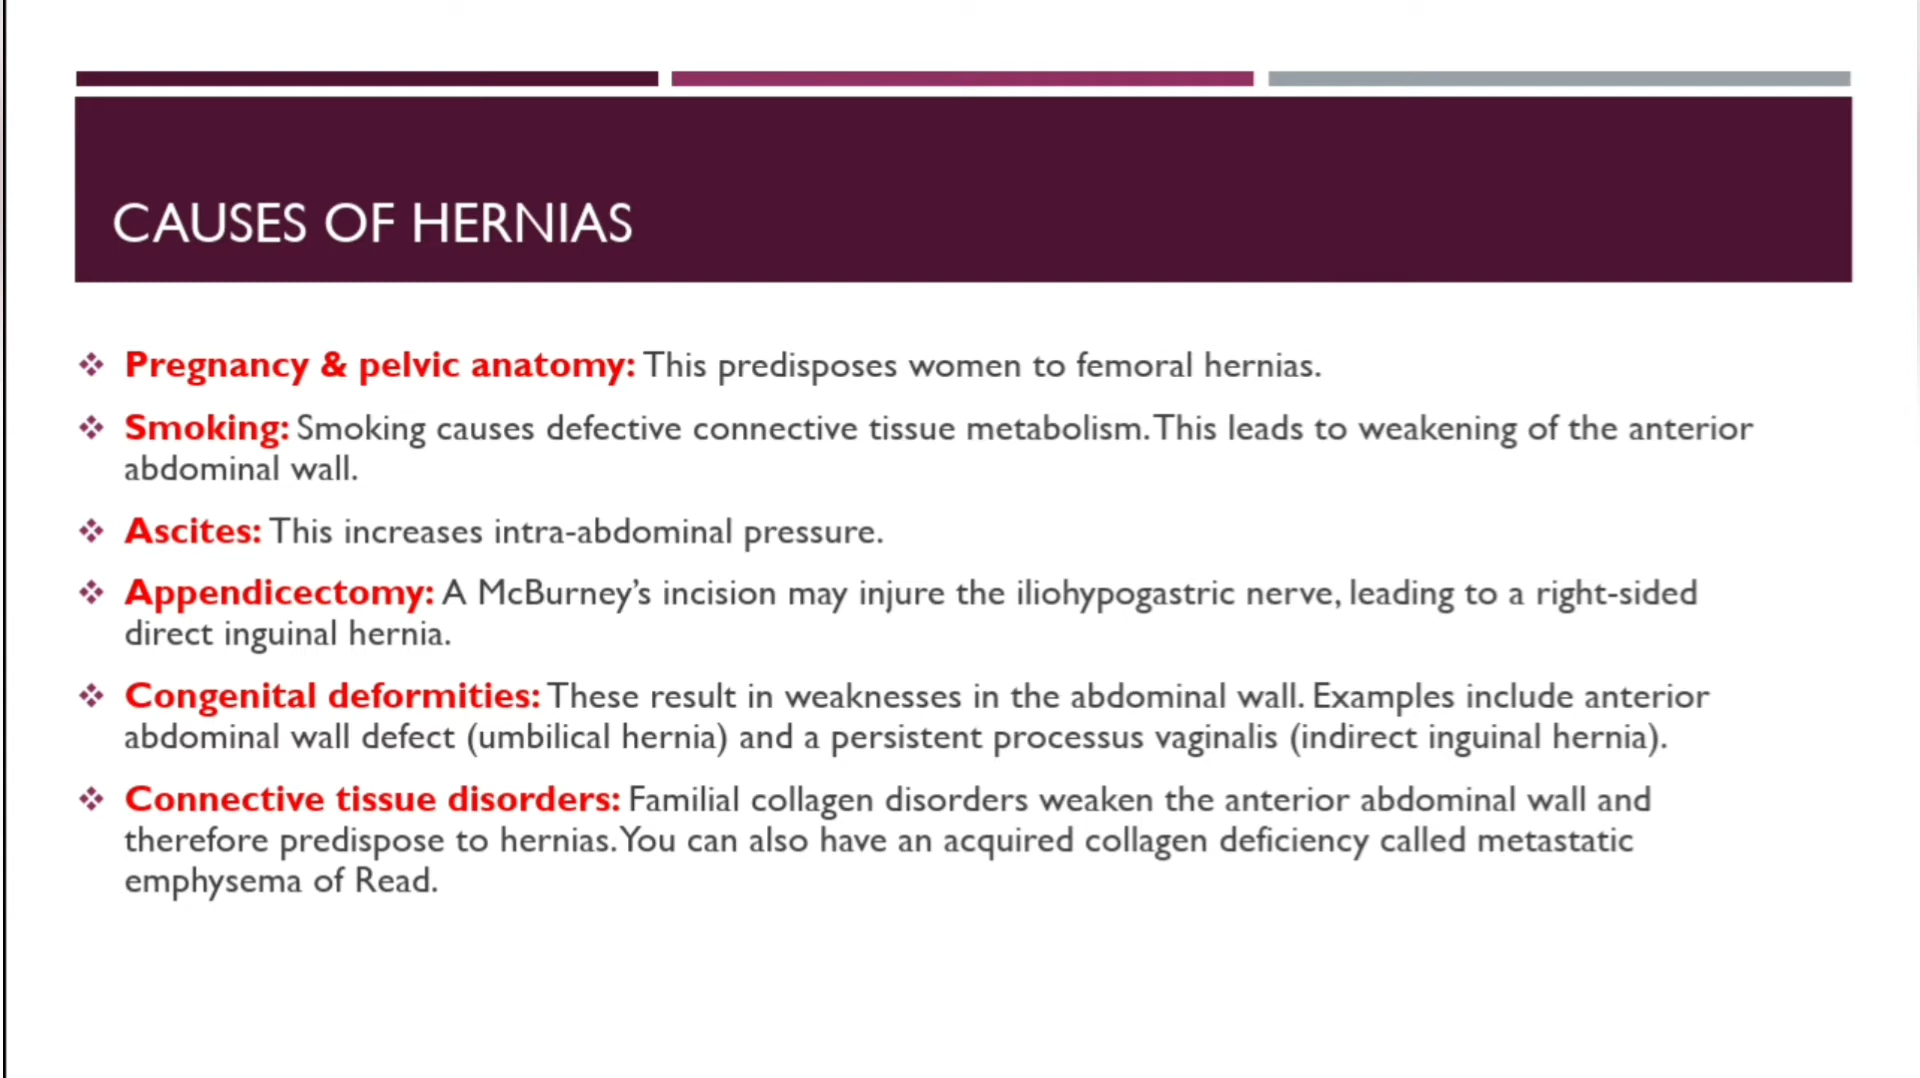 CAUSES OF HERNIAS
Pregnancy & pelvic anatomy: This predisposes women to femoral hernias.
Smoking: Smoking causes defective connective tissue metabolism. This leads to weakening of the anterior
abdominal wall.
Ascites: This increases intra-abdominal pressure.
Appendicectomy: A McBurney’s incision may injure the iliohypogastric nerve, leading to a right-sided
direct inguinal hernia.
Congenital deformities: These result in weaknesses in the abdominal wall. Examples include anterior
abdominal wall defect (umbilical hernia) and a persistent processus vaginalis (indirect inguinal hernia).
Connective tissue disorders: Familial collagen disorders weaken the anterior abdominal wall and
therefore predispose to hernias. You can also have an acquired collagen deficiency called metastatic
emphysema of Read.